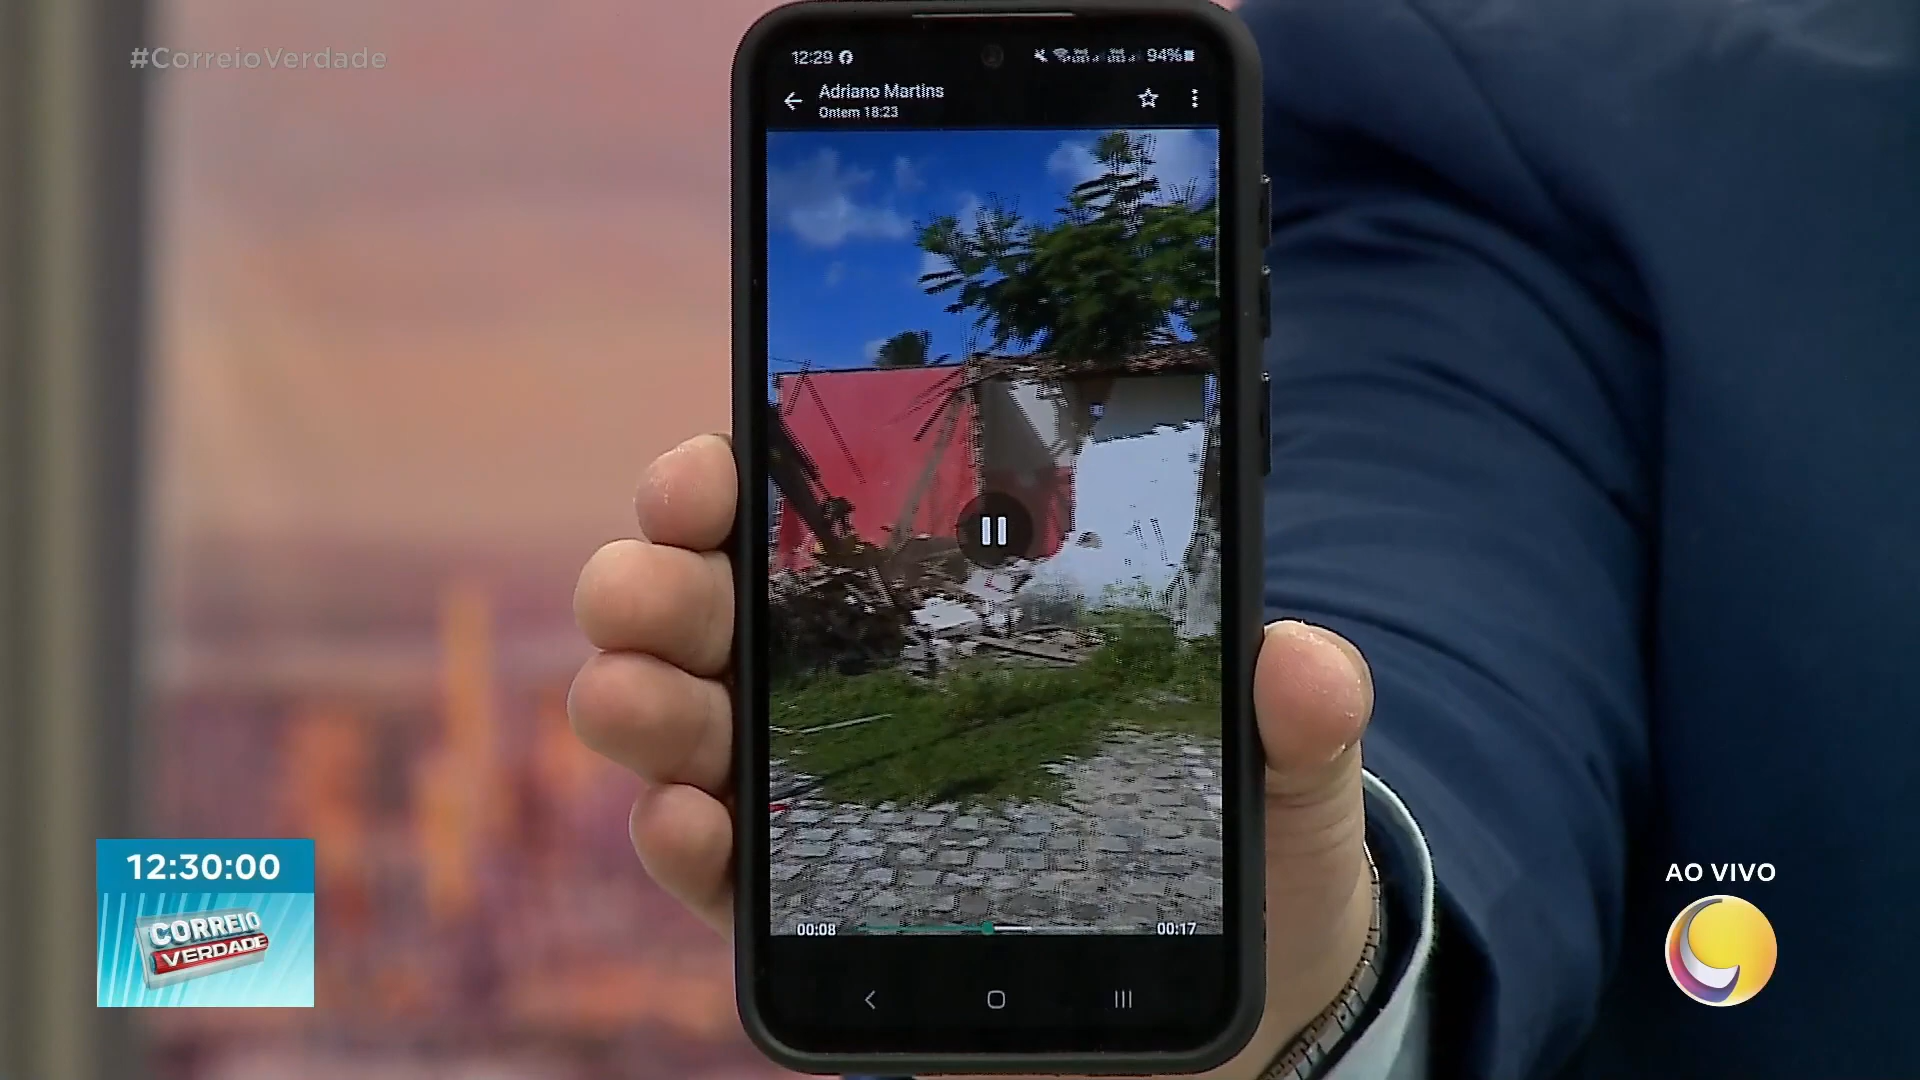 #CorreioVerdade
12:29
94%
Adriano Martins
Ontem 18:23
00:08
00:17
12:30:00
CORREIO
VERDADE
AO VIVO